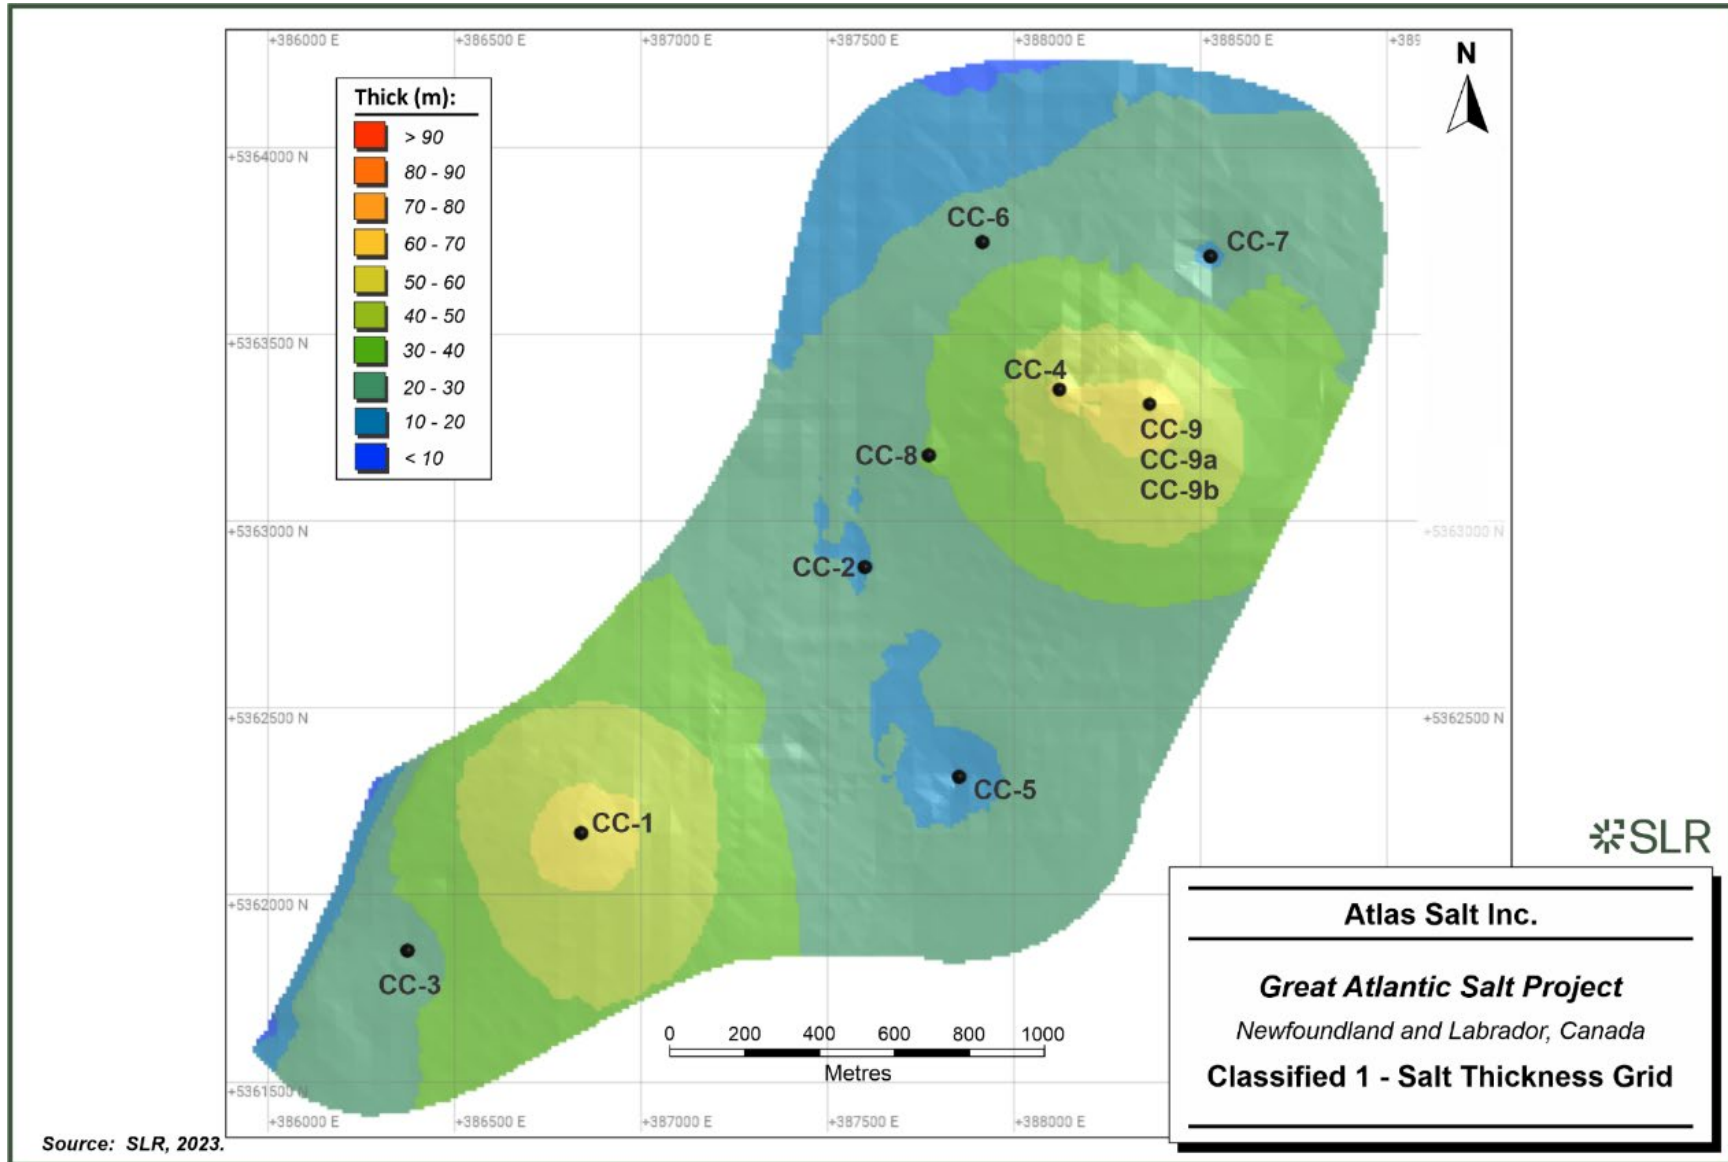 +386000 E
+386500 E
+387000 E
+387500 E
+388000 E
+388500 E
+389
N
Thick (m):
> 90
80 - 90
70 - 80
60 - 70
50 - 60
40 - 50
30 - 40
20 - 30
10 - 20
< 10
+5364000 N
CC-6
CC-7
+5363500 N
CC-4
CC-9
CC-9a
CC-9b
CC-8
+5363000 N
+5363000 N
CC-2
+5362500 N
+5362500 N
CC-5
CC-1
SLR
+5362000 N
CC-3
Atlas Salt Inc.
Great Atlantic Salt Project
Newfoundland and Labrador, Canada
Classified 1 - Salt Thickness Grid
0 200 400 600 800 1000
Metres
+5361500 N
+386000 E
+386500 E
+387000 E
+387500 E
+388000 E
Source: SLR, 2023.